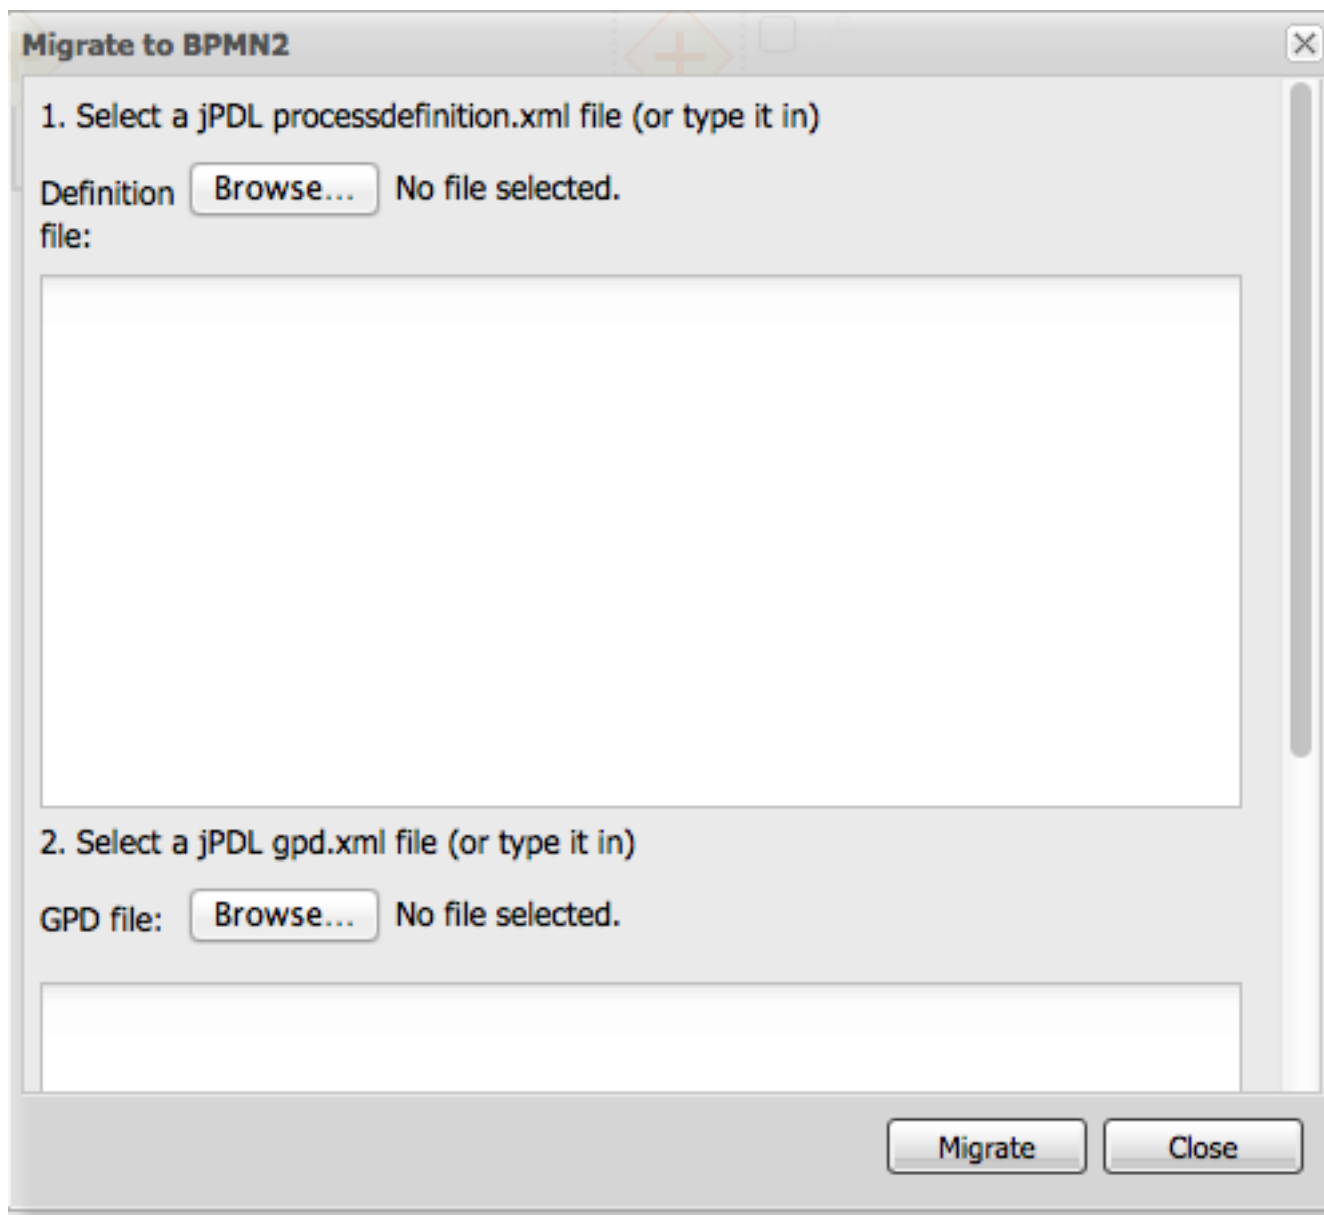 Migrate to BPMN2
1. Select a jPDL processdefinition.xml file (or type it in)
Definition file:
Browse... No file selected.
2. Select a jPDL gpd.xml file (or type it in)
GPD file: Browse... No file selected.
Migrate Close